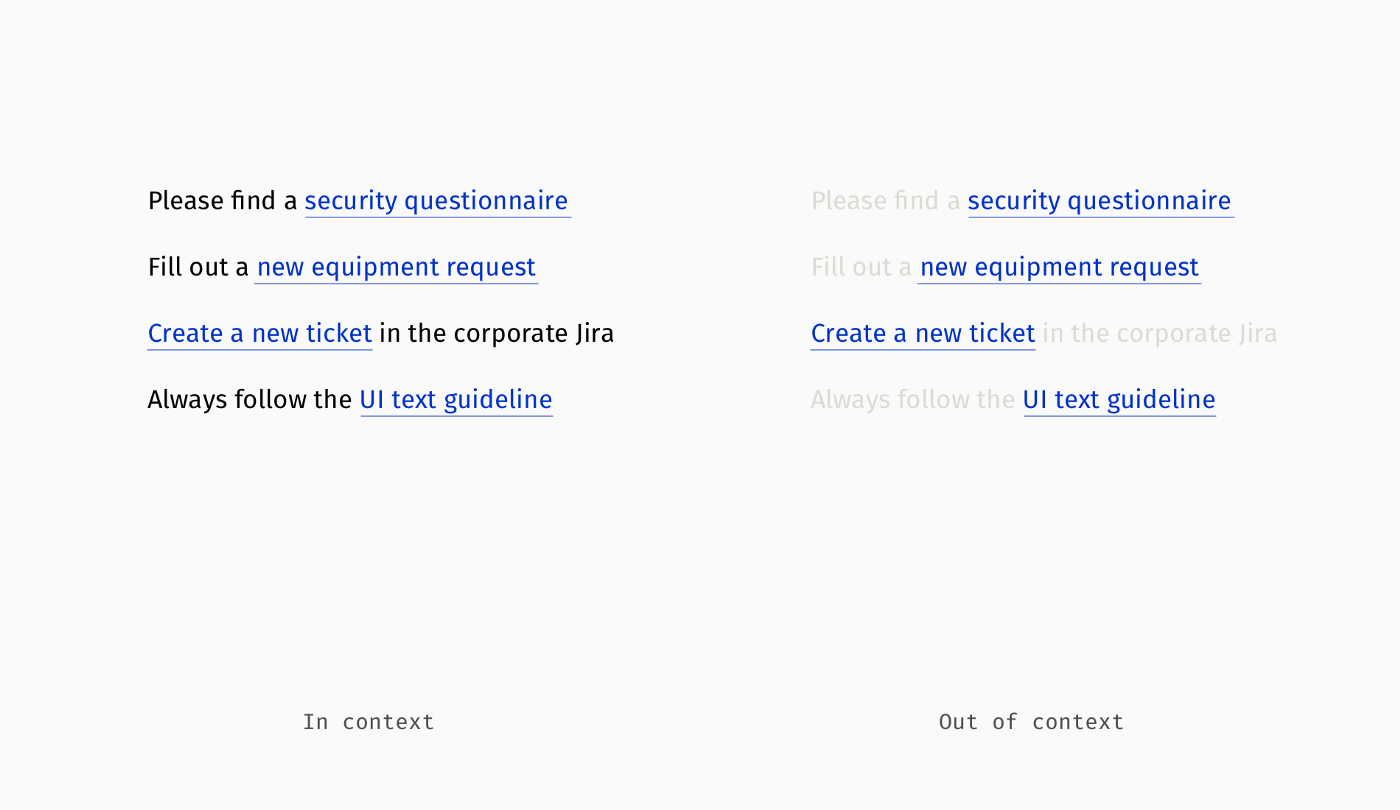 Please find a security questionnaire
Fill out a new equipment request
Create a new ticket in the corporate Jira
Always follow the UI text guideline
In context
Please find a security questionnaire
Fill out a new equipment request
Create a new ticket in the corporate Jira
Always follow the UI text guideline
Out of context